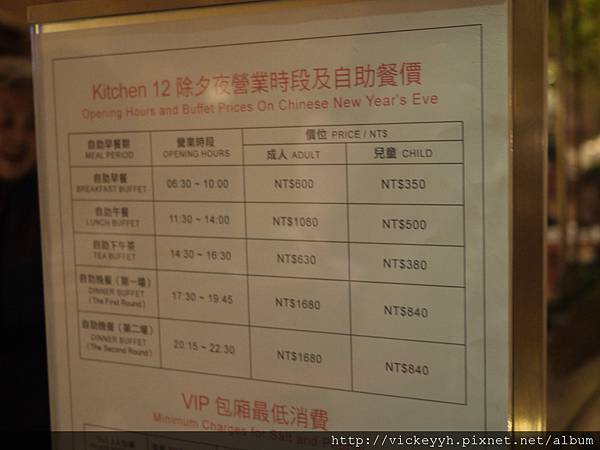 Kitchen 12 除夕夜營業時段及自助餐價
Opening Hours and Buffet Prices On Chinese New Year's Eve
自助早餐期 營業時段 價位 PRICE / NT$
MEAL PERIOD OPENING HOURS 成人 ADULT 兒童 CHILD
自助早餐
BREAKFAST BUFFET 06:30 ~ 10:00 NT$600 NT$350
自助午餐
LUNCH BUFFET 11:30 ~ 14:00 NT$1080 NT$500
自助下午茶
TEA BUFFET 14:30 ~ 16:30 NT$630 NT$380
自助晚餐（第一場）
DINNER BUFFET
(The First Round) 17:30 ~ 19:45 NT$1680 NT$840
自助晚餐（第二場）
DINNER BUFFET
(The Second Round) 20:15 ~ 22:30 NT$1680 NT$840
VIP 包廂最低消費
Minimum Charges for Salt and
http://vickeyyh.pixnet.net/album